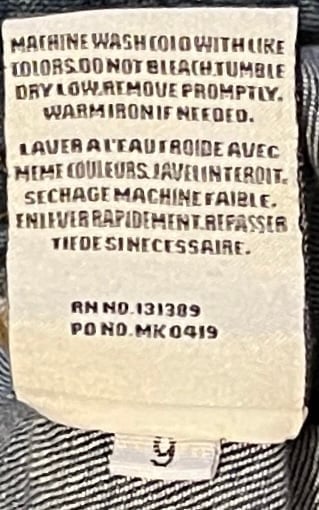 MACHINE WASH COLD WITH LIKE
COLORS.DO NOT BLEACH.TUMBLE
DRY LOW.REMOVE PROMPTLY.
WARM IRON IF NEEDED.
LAVER A L'EAU FROIDE AVEC
MEME COULEURS.JAVEL INTERDIT.
SECHAGE MACHINE FAIBLE.
ENLEVER RAPIDEMENT.REPASSER
TIEDE SI NECESSAIRE.
RN NO.131389
PO NO.MK0419
9